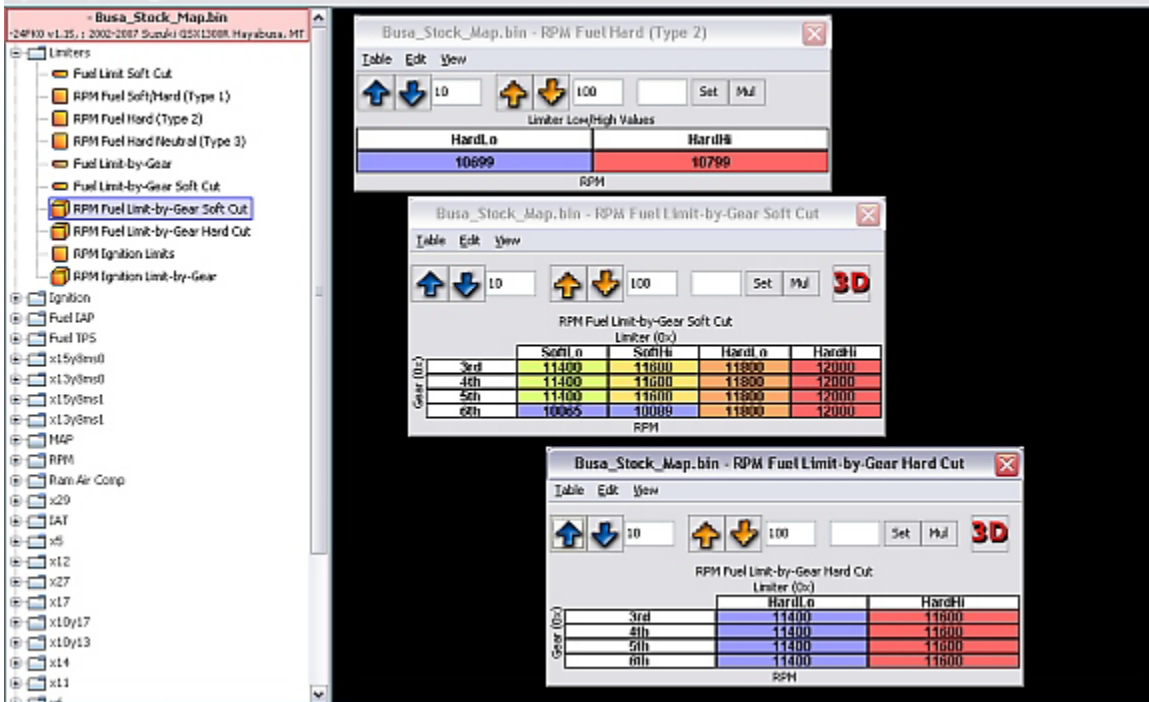 - Busa_Stock_Map.bin
-24FK0 v1.15, : 2002-2007 Suzuki GSX1300R Hayabusa, MT
Limiters
Fuel Limit Soft Cut
RPM Fuel Soft/Hard (Type 1)
RPM Fuel Hard (Type 2)
RPM Fuel Hard Neutral (Type 3)
Fuel Limit-by-Gear
Fuel Limit-by-Gear Soft Cut
RPM Fuel Limit-by-Gear Soft Cut
RPM Fuel Limit-by-Gear Hard Cut
RPM Ignition Limits
RPM Ignition Limit-by-Gear
Ignition
Fuel IAP
Fuel TPS
x15y8ms0
x13y8ms0
x15y8ms1
x13y8ms1
MAP
RPM
Ram Air Comp
x29
IAT
x5
x12
x27
x17
x10y17
x10y13
x14
x11
Busa_Stock_Map.bin - RPM Fuel Hard (Type 2)
Table Edit View
10 100 Set Mul
Limiter Low/High Values
HardLo HardHi
10699 10799
RPM
Busa_Stock_Map.bin - RPM Fuel Limit-by-Gear Soft Cut
Table Edit View
10 100 Set Mul 3D
RPM Fuel Limit-by-Gear Soft Cut
Limiter (0x)
SoftLo SoftHi HardLo HardHi
Gear (0x)
3rd 11400 11600 11800 12000
4th 11400 11600 11800 12000
5th 11400 11600 11800 12000
6th 10065 10089 11800 12000
RPM
Busa_Stock_Map.bin - RPM Fuel Limit-by-Gear Hard Cut
Table Edit View
10 100 Set Mul 3D
RPM Fuel Limit-by-Gear Hard Cut
Limiter (0x)
HardLo HardHi
Gear (0x)
3rd 11400 11600
4th 11400 11600
5th 11400 11600
6th 11400 11600
RPM